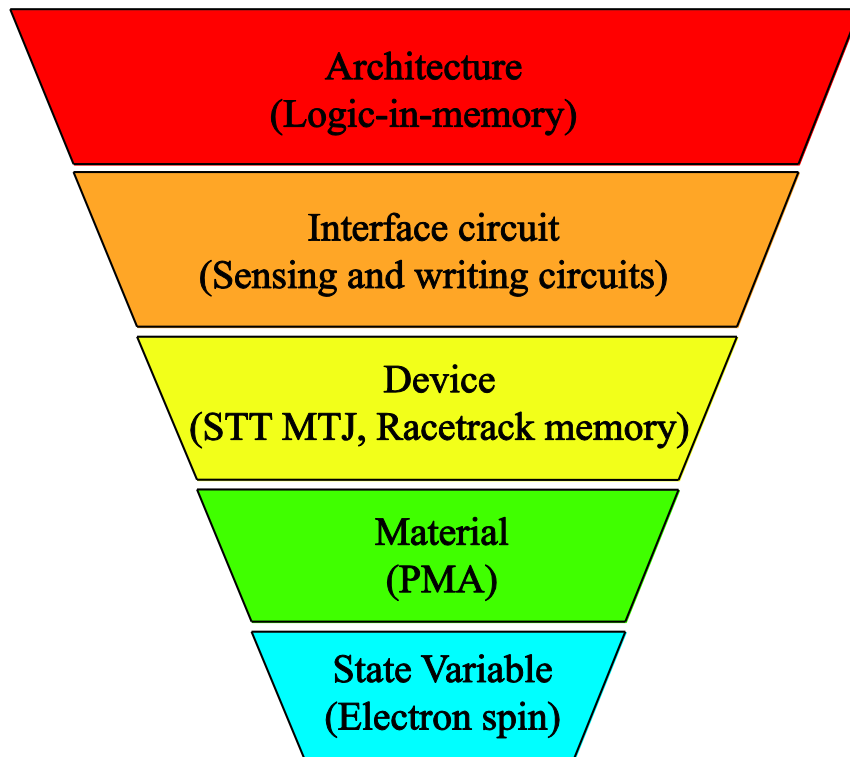 Architecture
(Logic-in-memory)
Interface circuit
(Sensing and writing circuits)
Device
(STT MTJ, Racetrack memory)
Material
(PMA)
State Variable
(Electron spin)